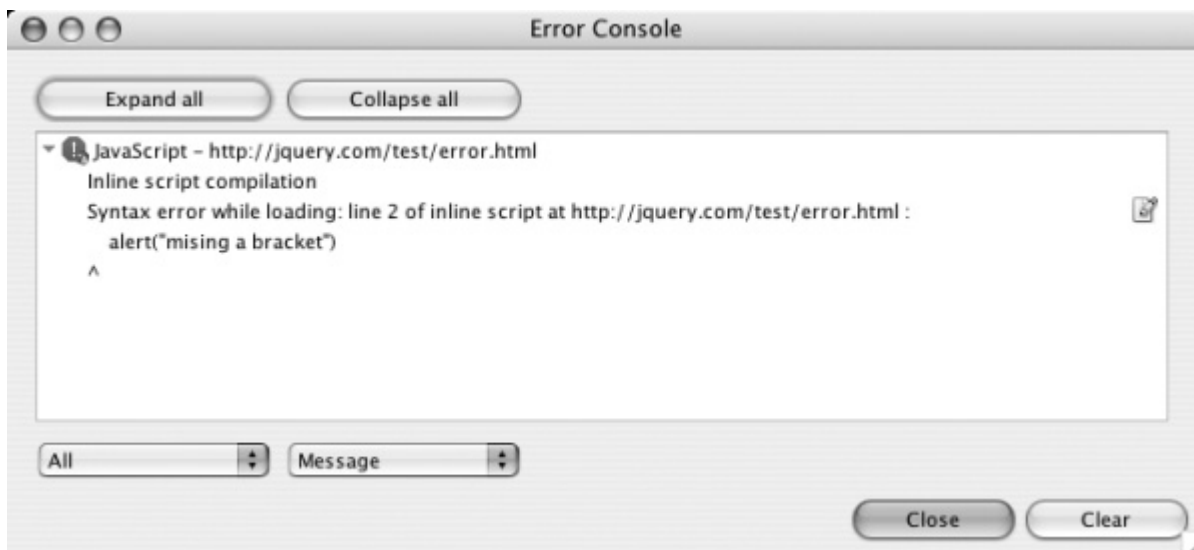 Error Console
Expand all
Collapse all
JavaScript – http://jquery.com/test/error.html
Inline script compilation
Syntax error while loading: line 2 of inline script at http://jquery.com/test/error.html :
alert("mising a bracket")
^
All
Message
Close
Clear